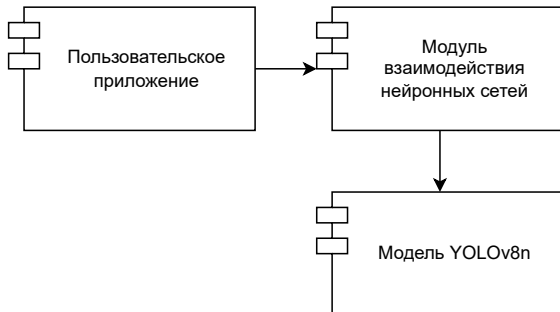 Пользовательское
приложение
Модуль
взаимодействия
нейронных сетей
Модель YOLOv8n